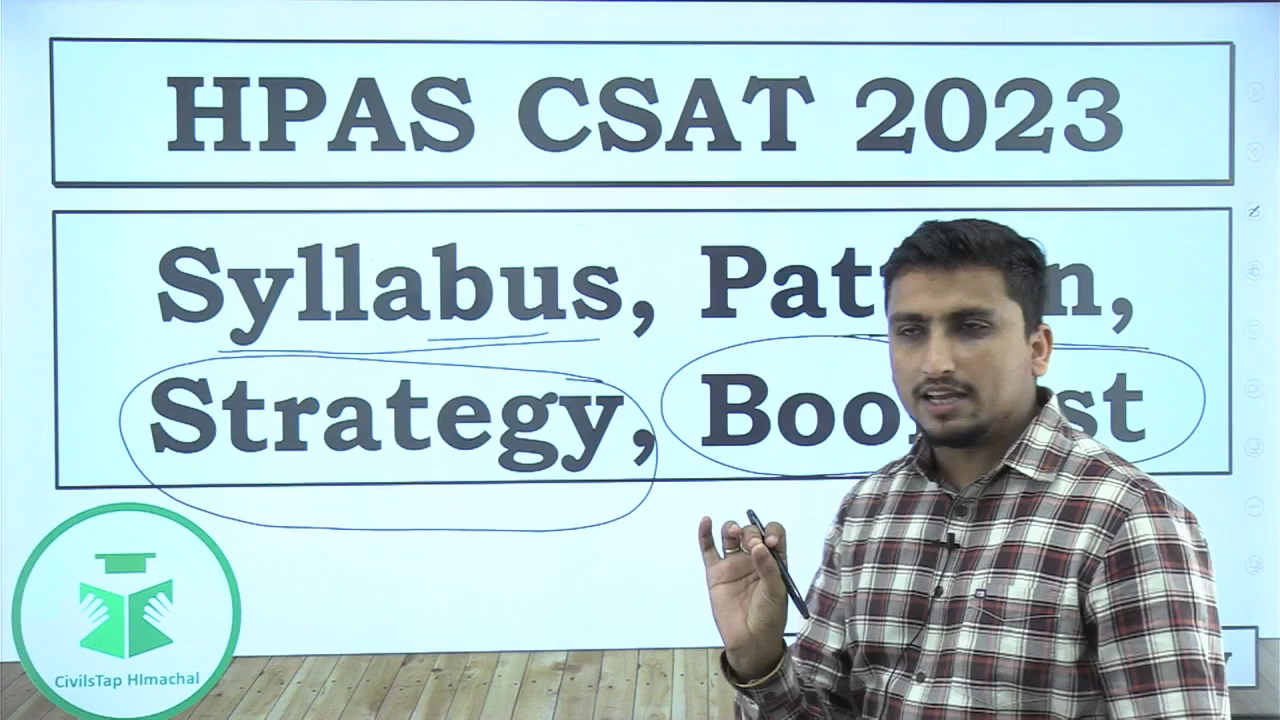 HPAS CSAT 2023
Syllabus,
Strategy,
CivilsTap HImachal